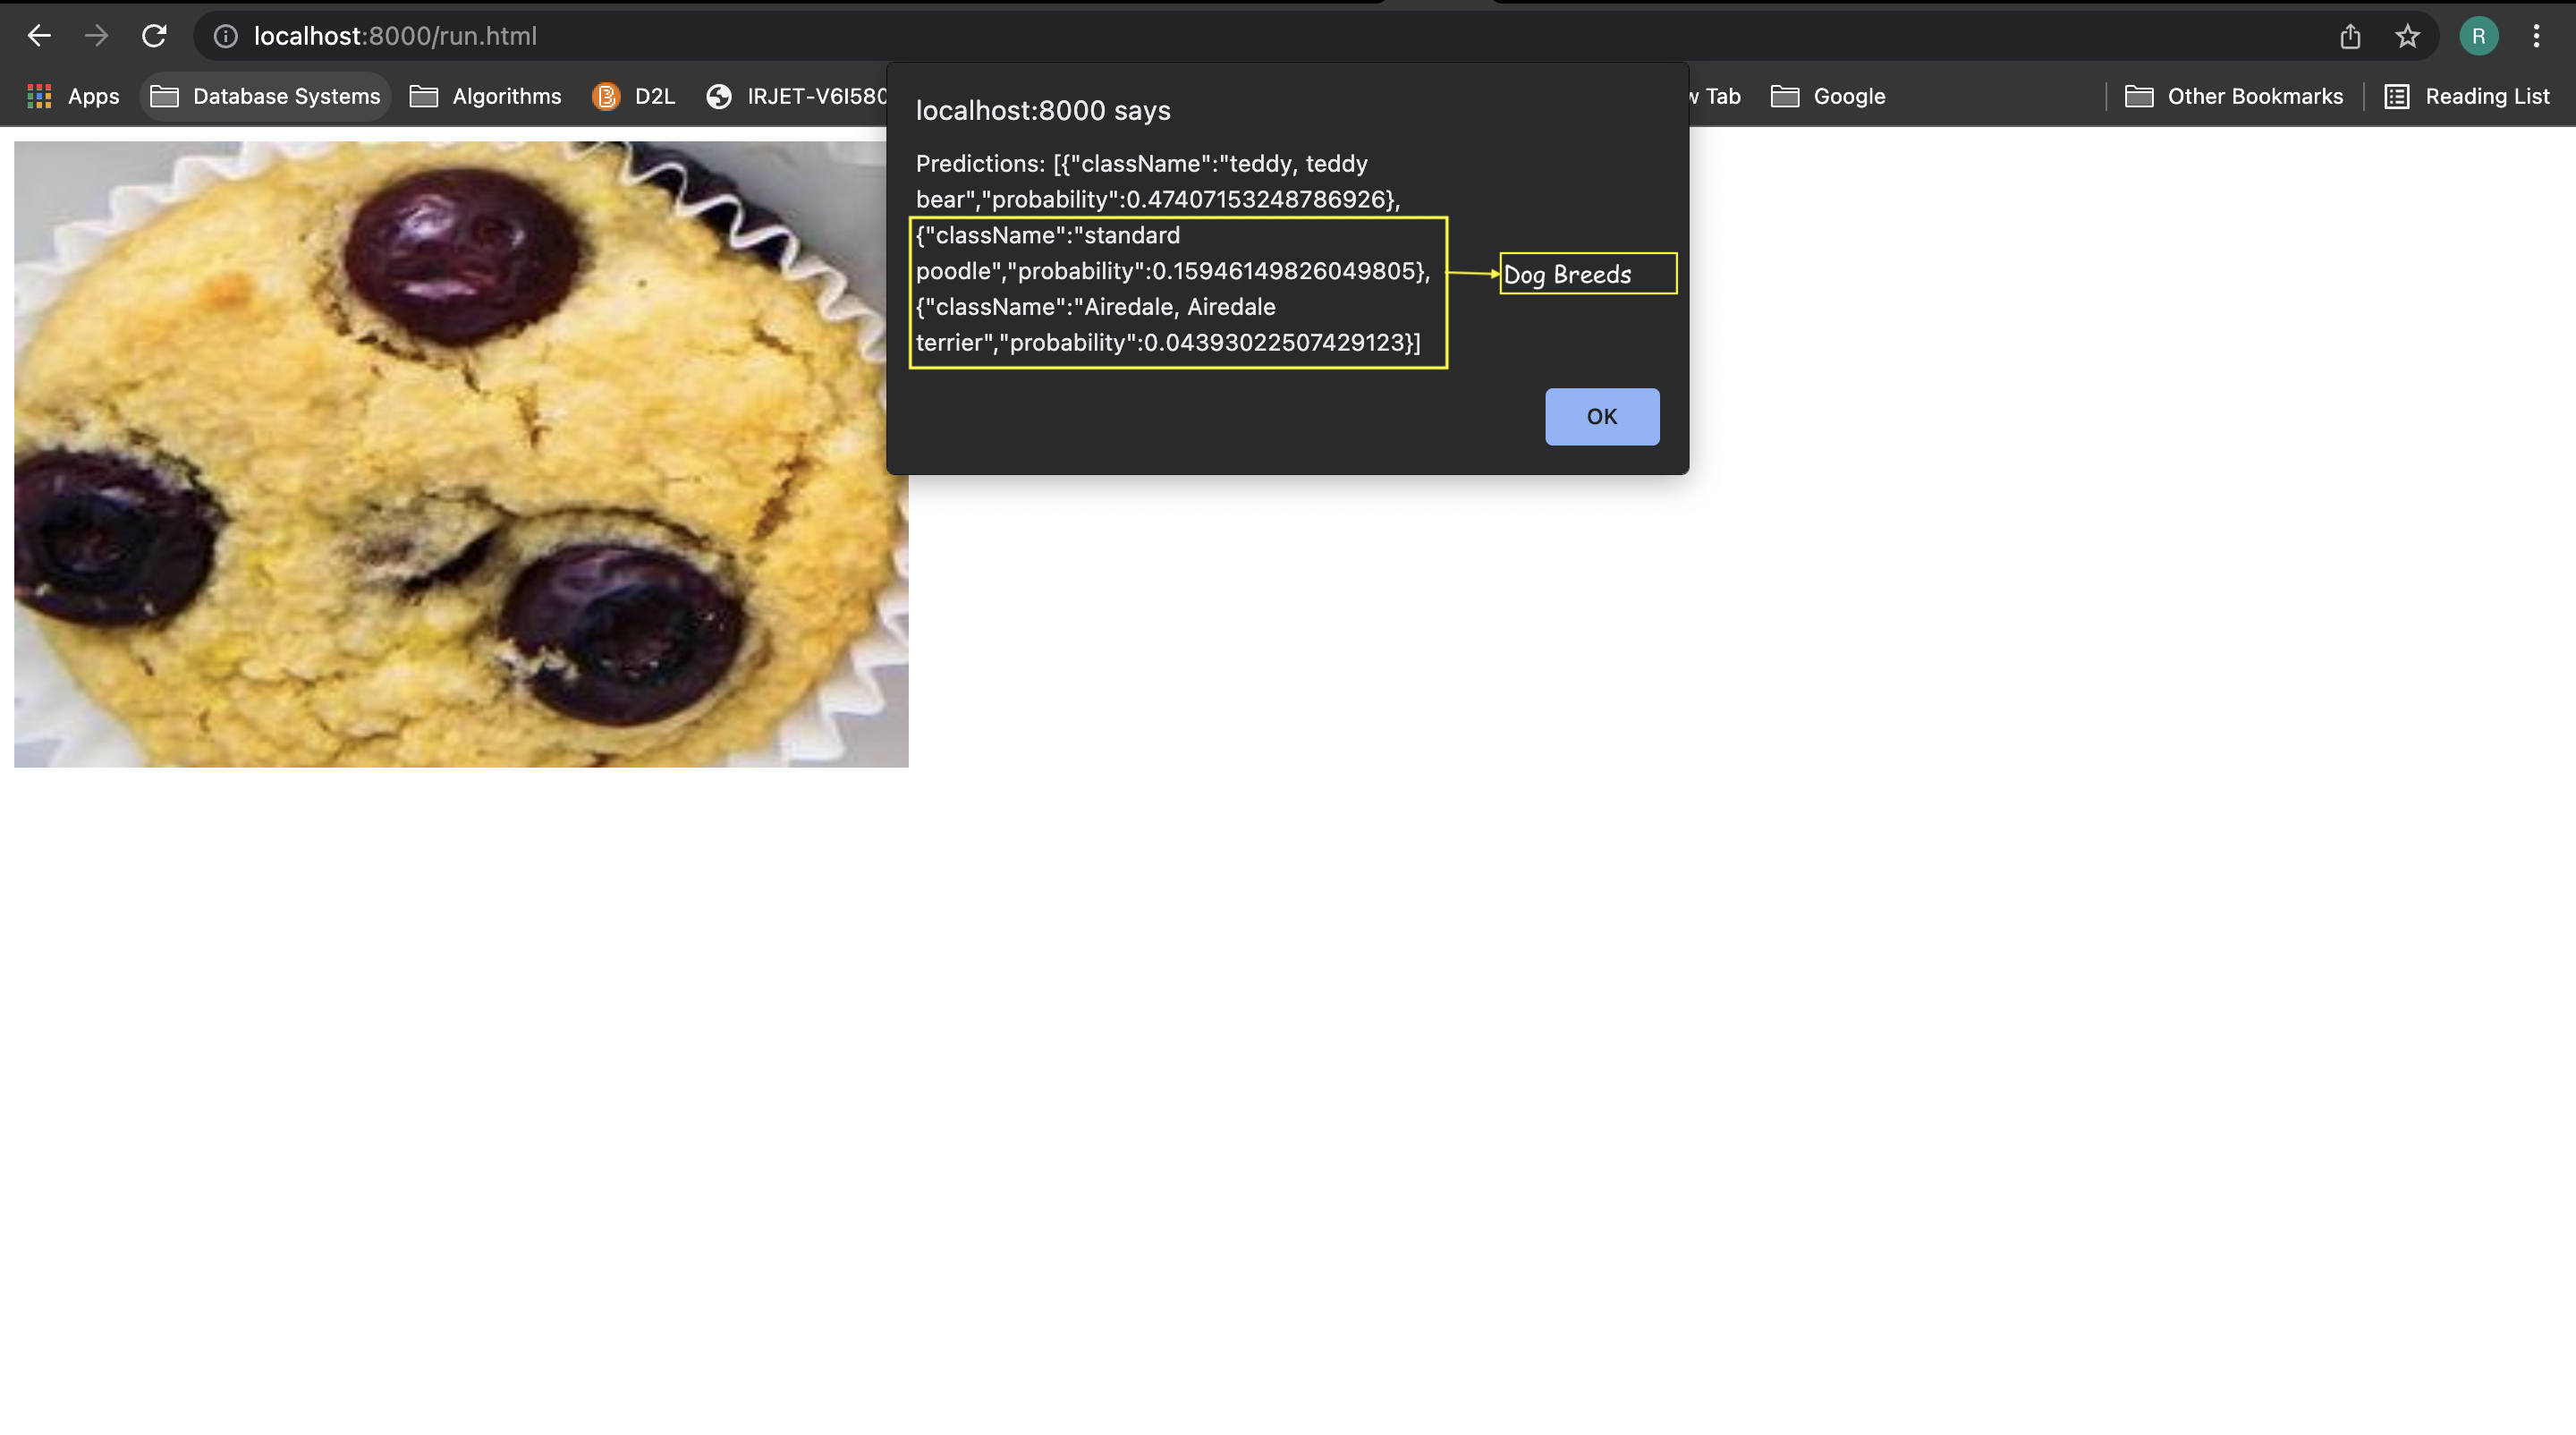 localhost:8000/run.html
Apps Database Systems Algorithms D2L IRJET-V6I580 Tab Google Other Bookmarks Reading List
R
localhost:8000 says
Predictions: [{"className":"teddy, teddy
bear","probability":0.47407153248786926},
{"className":"standard
poodle","probability":0.15946149826049805},
{"className":"Airedale, Airedale
terrier","probability":0.04393022507429123}]
Dog Breeds
OK